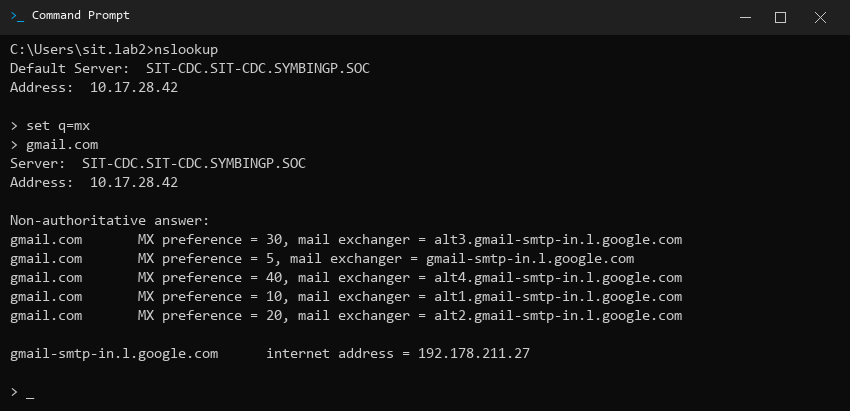 Command Prompt
C:\Users\sit.lab2>nslookup
Default Server:  SIT-CDC.SIT-CDC.SYMBINGP.SOC
Address:  10.17.28.42
> set q=mx
> gmail.com
Server:  SIT-CDC.SIT-CDC.SYMBINGP.SOC
Address:  10.17.28.42
Non-authoritative answer:
gmail.com       MX preference = 30, mail exchanger = alt3.gmail-smtp-in.l.google.com
gmail.com       MX preference = 5, mail exchanger = gmail-smtp-in.l.google.com
gmail.com       MX preference = 40, mail exchanger = alt4.gmail-smtp-in.l.google.com
gmail.com       MX preference = 10, mail exchanger = alt1.gmail-smtp-in.l.google.com
gmail.com       MX preference = 20, mail exchanger = alt2.gmail-smtp-in.l.google.com
gmail-smtp-in.l.google.com      internet address = 192.178.211.27
> _